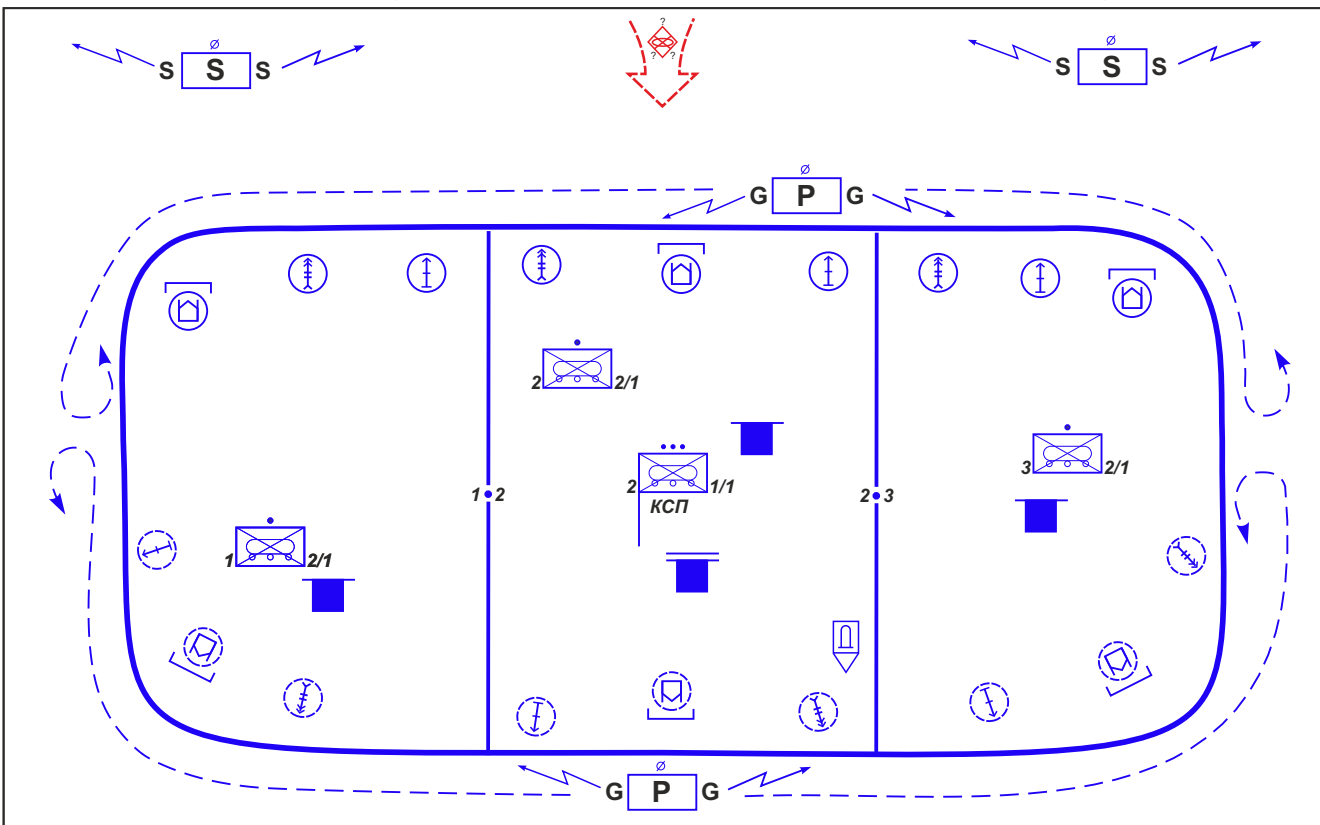 ?
? ?
Ø Ø
S S S S S S
Ø
G P G
2 2/1
3 2/1
2 1/1
КСП
1 2
2 3
1 2/1
Ø
G P G